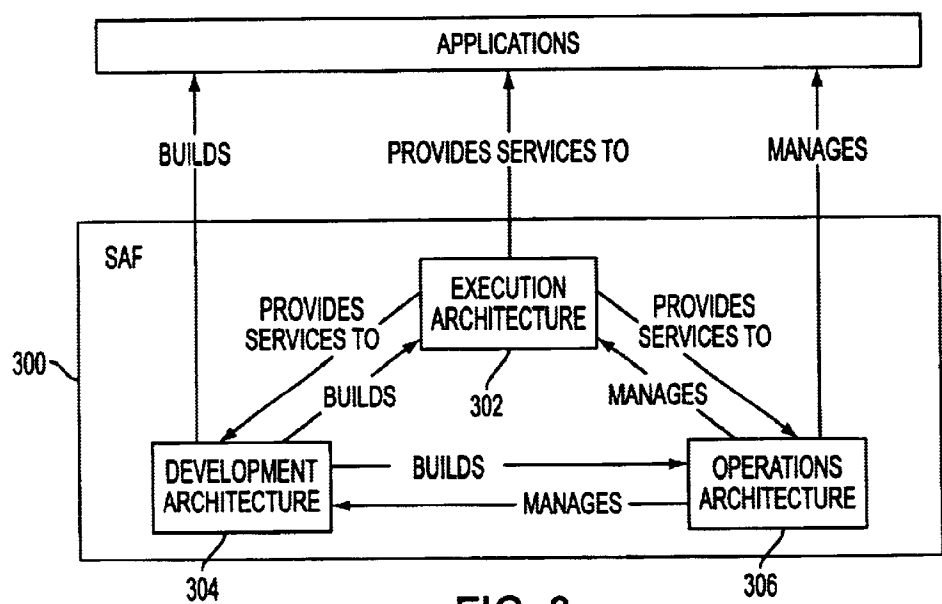 APPLICATIONS
BUILDS
PROVIDES SERVICES TO
MANAGES
SAF
EXECUTION
ARCHITECTURE
302
PROVIDES
SERVICES TO
PROVIDES
SERVICES TO
300
BUILDS
MANAGES
DEVELOPMENT
ARCHITECTURE
304
BUILDS
MANAGES
OPERATIONS
ARCHITECTURE
306